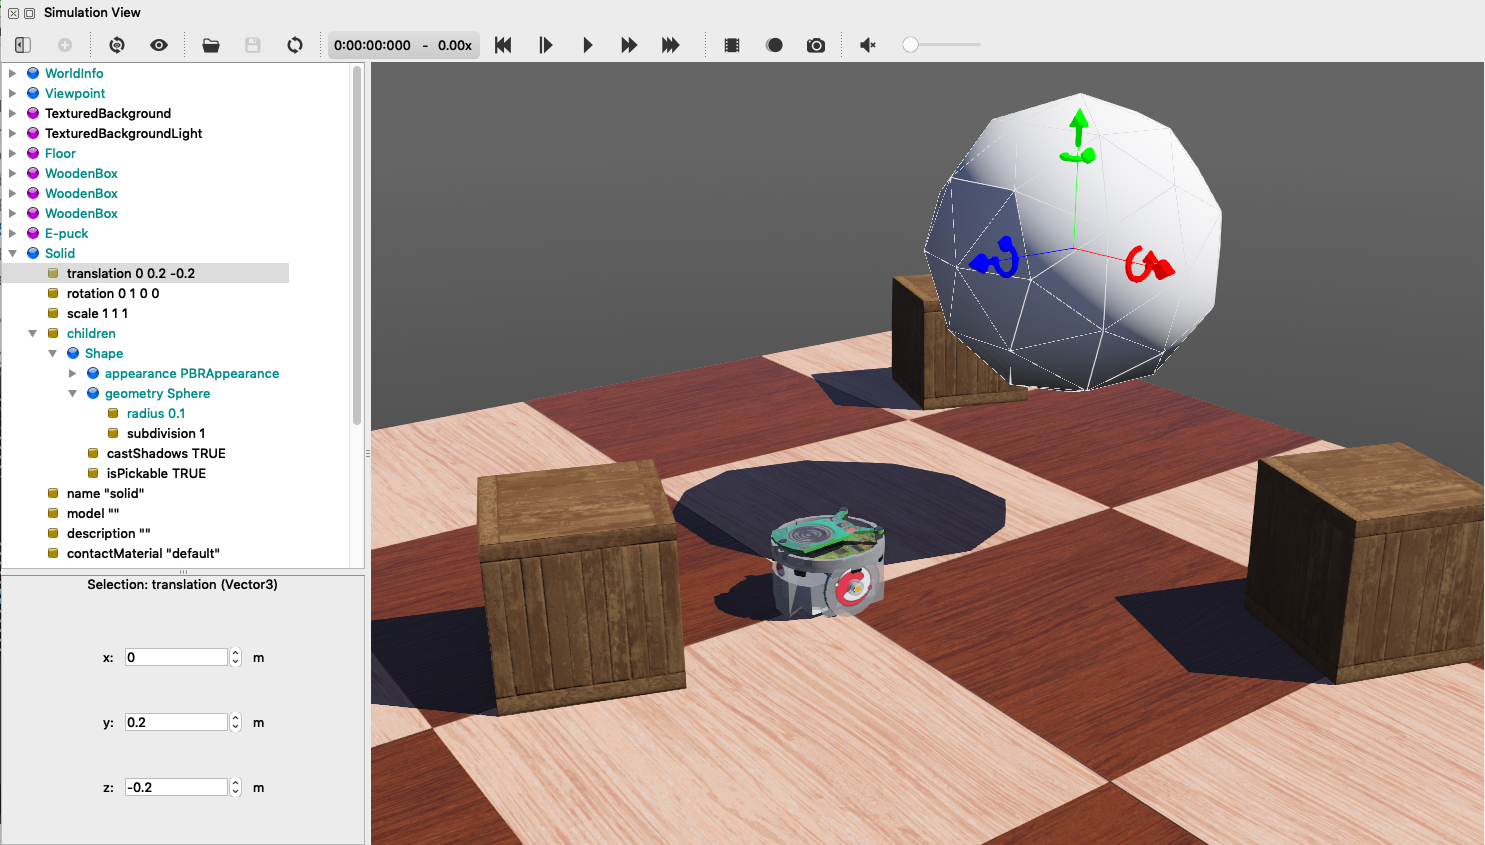 Simulation View
0:00:00:000 - 0.00x
WorldInfo
Viewpoint
TexturedBackground
TexturedBackgroundLight
Floor
WoodenBox
WoodenBox
WoodenBox
E-puck
Solid
translation 0 0.2 -0.2
rotation 0 1 0 0
scale 1 1 1
children
Shape
appearance PBRAppearance
geometry Sphere
radius 0.1
subdivision 1
castShadows TRUE
isPickable TRUE
name "solid"
model ""
description ""
contactMaterial "default"
Selection: translation (Vector3)
x: 0 m
y: 0.2 m
z: -0.2 m